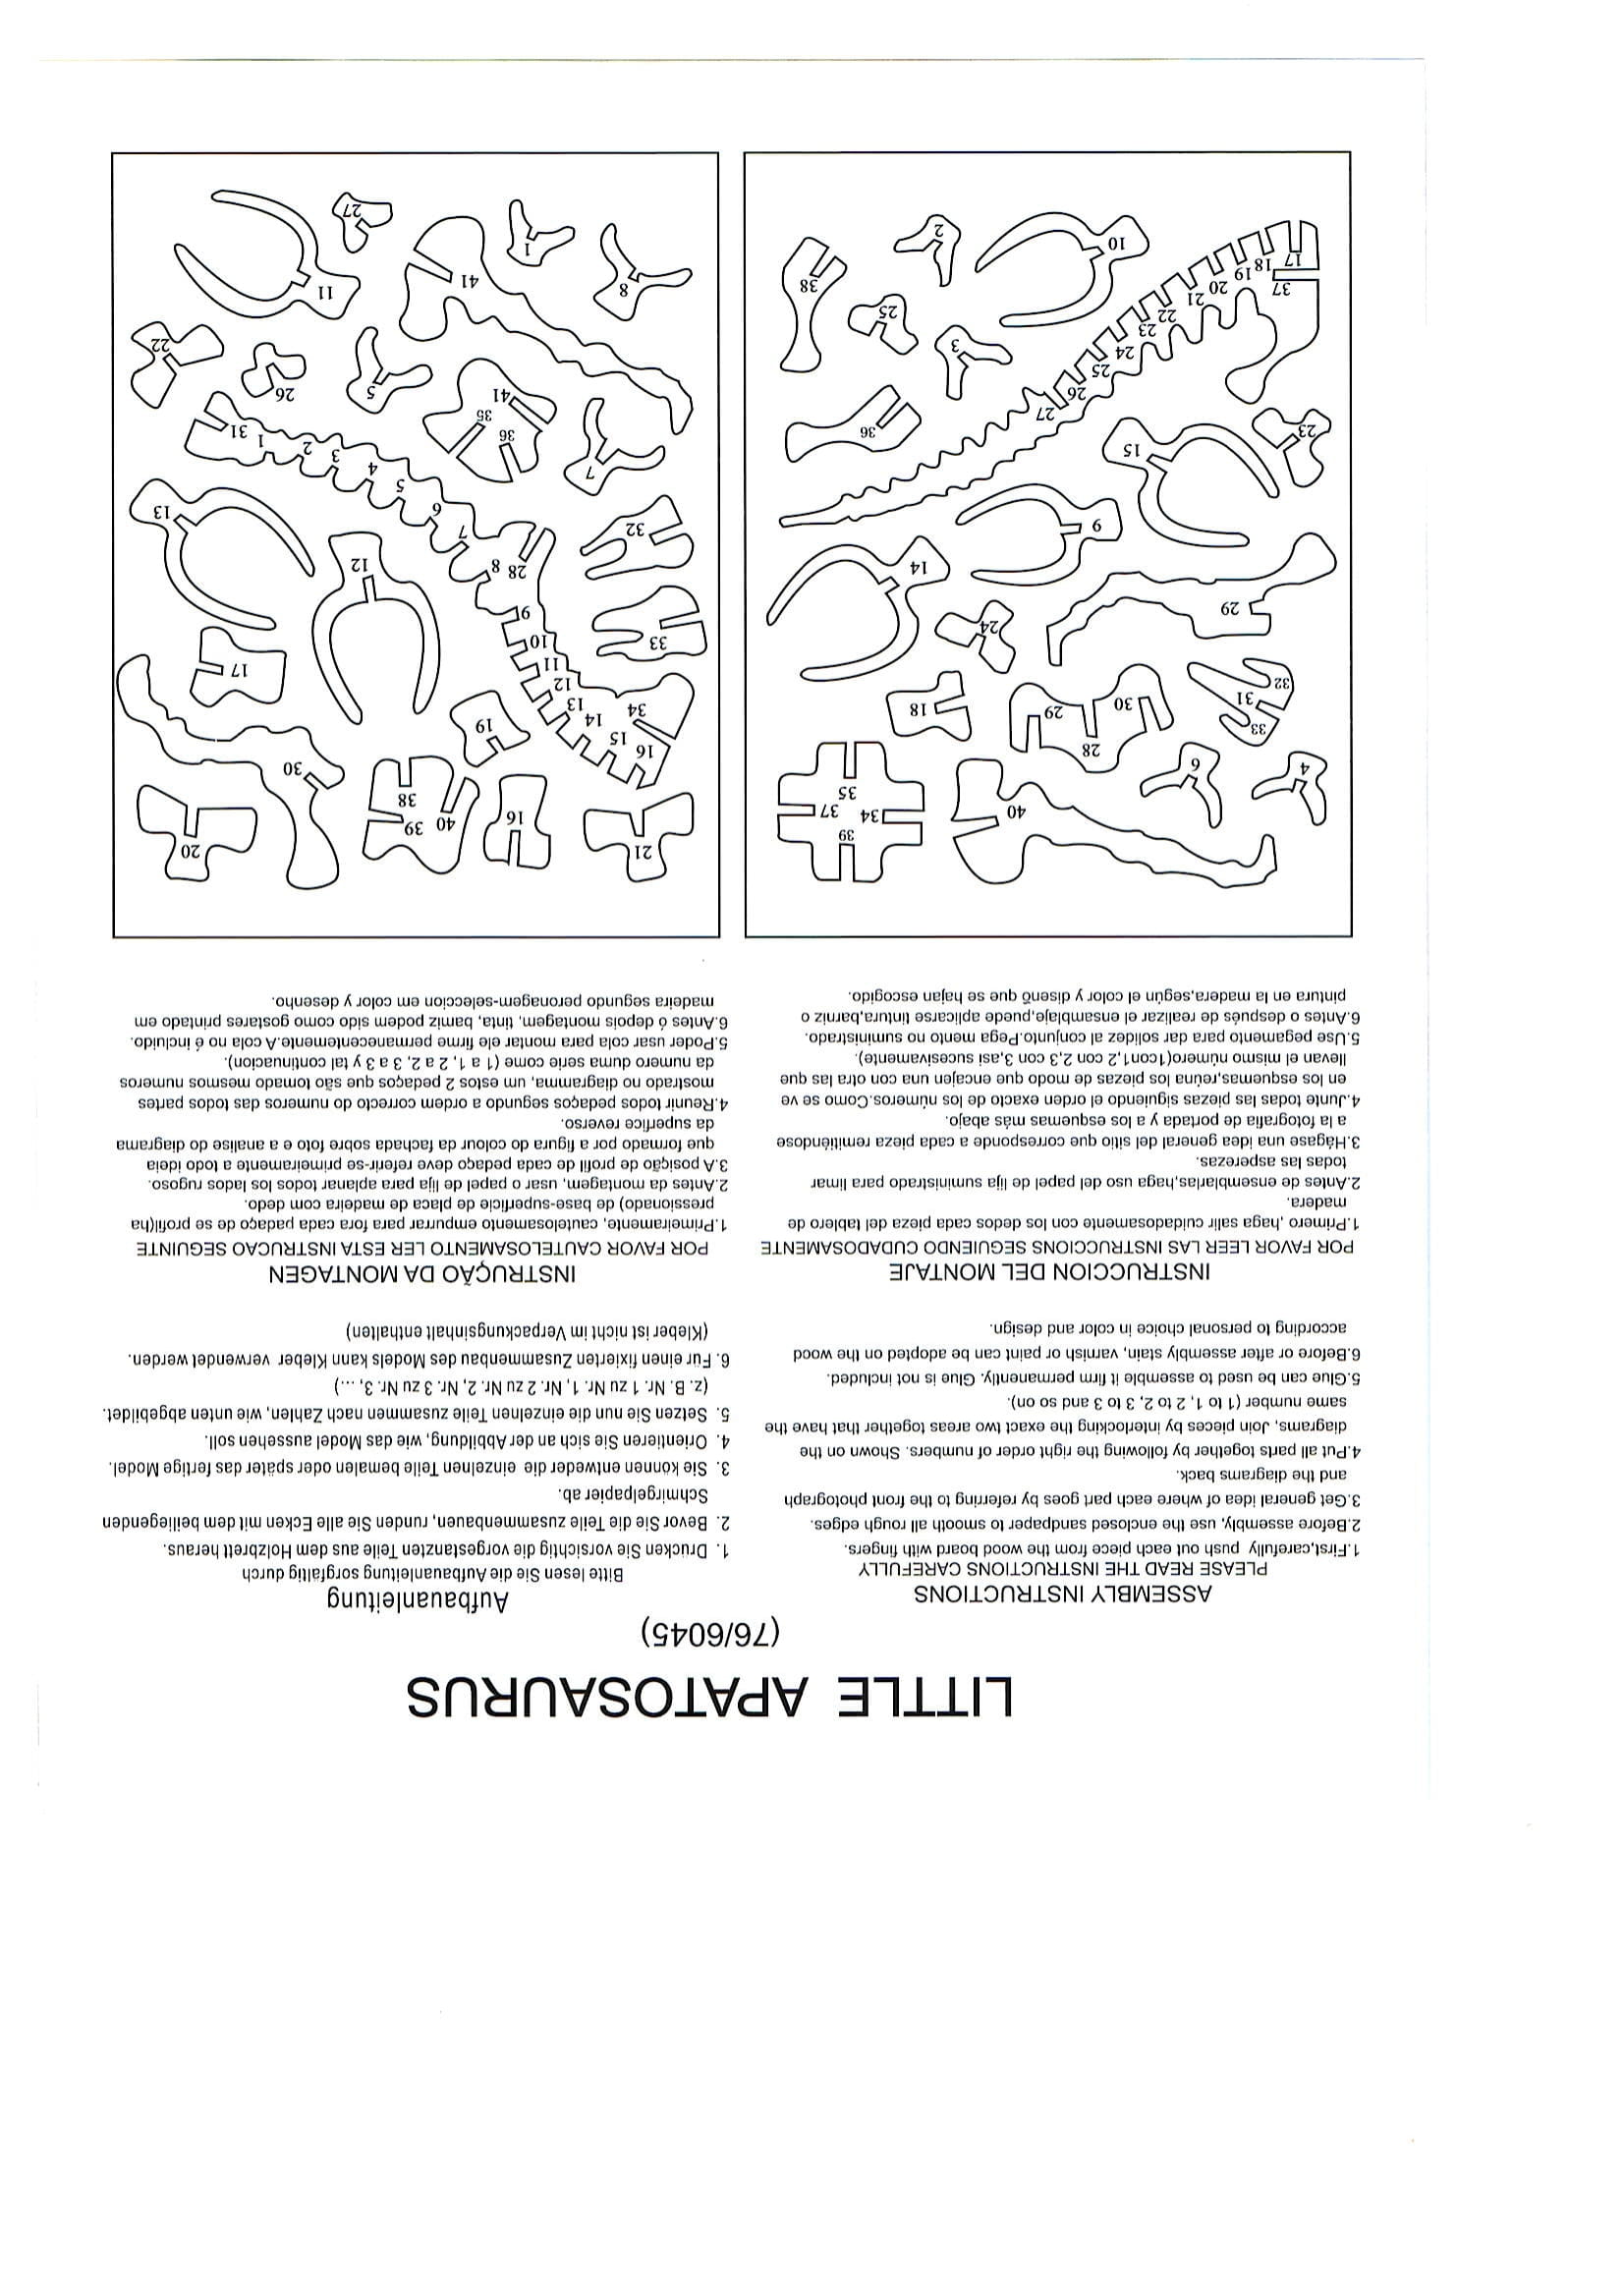 LITTLE APATOSAURUS
(76/6045)
ASSEMBLY INSTRUCTIONS
PLEASE READ THE INSTRUCTIONS CAREFULLY
1.First,carefully push out each piece from the wood board with fingers.
2.Before assembly, use the enclosed sandpaper to smooth all rough edges.
3.Get general idea of where each part goes by referring to the front photograph
and the diagrams back.
4.Put all parts together by following the right order of numbers. Shown on the
diagrams, Join pieces by interlocking the exact two areas together that have the
same number (1 to 1, 2 to 2, 3 to 3 and so on).
5.Glue can be used to assemble it firm permanently. Glue is not included.
6.Before or after assembly stain, varnish or paint can be adopted on the wood
according to personal choice in color and design.
Aufbauanleitung
Bitte lesen Sie die Aufbauanleitung sorgfältig durch
1. Drücken Sie vorsichtig die vorgestanzten Teile aus dem Holzbrett heraus.
2. Bevor Sie die Teile zusammenbauen, runden Sie alle Ecken mit dem beiliegenden
Schmirgelpapier ab.
3. Sie können entweder die einzelnen Teile bemalen oder später das fertige Model.
4. Orientieren Sie sich an der Abbildung, wie das Model aussehen soll.
5. Setzen Sie nun die einzelnen Teile zusammen nach Zahlen, wie unten abgebildet.
(z. B. Nr. 1 zu Nr. 1, Nr. 2 zu Nr. 2, Nr. 3 zu Nr. 3, …)
6. Für einen fixierten Zusammenbau des Models kann Kleber verwendet werden.
(Kleber ist nicht im Verpackungsinhalt enthalten)
INSTRUCCION DEL MONTAJE
POR FAVOR LEER LAS INSTRUCCIONS SEGUIENDO CUDADOSAMENTE
1.Primero ,haga salir cuidadosamente con los dedos cada pieza del tablero de
madera.
2.Antes de ensemblarlas,haga uso del papel de lija suministrado para limar
todas las asperezas.
3.Hágase una idea general del sitio que corresponde a cada pieza remitiéndose
a la fotografia de portada y a los esquemas más abajo.
4.Junte todas las piezas siguiendo el orden exacto de los números.Como se ve
en los esquemas,reúna los piezas de modo que encajen una con otra las que
llevan el mismo número(1con1,2 con 2,3 con 3,asi sucesivamente).
5.Use pegamento para dar solidez al conjunto.Pega mento no suministrado.
6.Antes o después de realizar el ensamblaje,puede aplicarse tintura,barniz o
pintura en la madera,según el color y diseño que se hajan escogido.
INSTRUÇÃO DA MONTAGEN
POR FAVOR CAUTELOSAMENTO LER ESTA INSTRUCAO SEGUINTE
1.Primeiramente, cautelosamento empurrar para fora cada padaço de se profil(ha
pressionado) de base-superficie de placa de madeira com dedo.
2.Antes da montagem, usar o papel de lija para aplanar todos los lados rugoso.
3.A posição de profil de cada pedaço deve referir-se primeiramente a todo ideia
que formado por a figura do colour da fachada sobre foto e a analise do diagrama
da superfice reverso.
4.Reunir todos pedaços segundo a ordem correcto do numeros das todos partes
mostrado no diagramma, um estos 2 pedaços que são tomado mesmos numeros
da numero duma serie come (1 a 1, 2 a 2, 3 a 3 y tal continuacion).
5.Poder usar cola para montar ele firme permanecentemente.A cola no é incluido.
6.Antes ó depois montagem, tinta, barniz podem sido como gostares printado em
madeira segundo peronagem-seleccion em color y desenho.
4 6 40 39 34 37 35
33 31 32 28 30 29 18
24 29 14 9
15 23 36
27 26 25 24 23 22 21 20 19 18 17 37
3 25 38 10 2
21 16 40 39 38 20 30
34 16 15 14 13 12 11 10 9 8 28 7 6 5 4 3 2 1 31
19 17 33 32 12 13
7 36 35 41 5 26 22
8 1 41 27 11